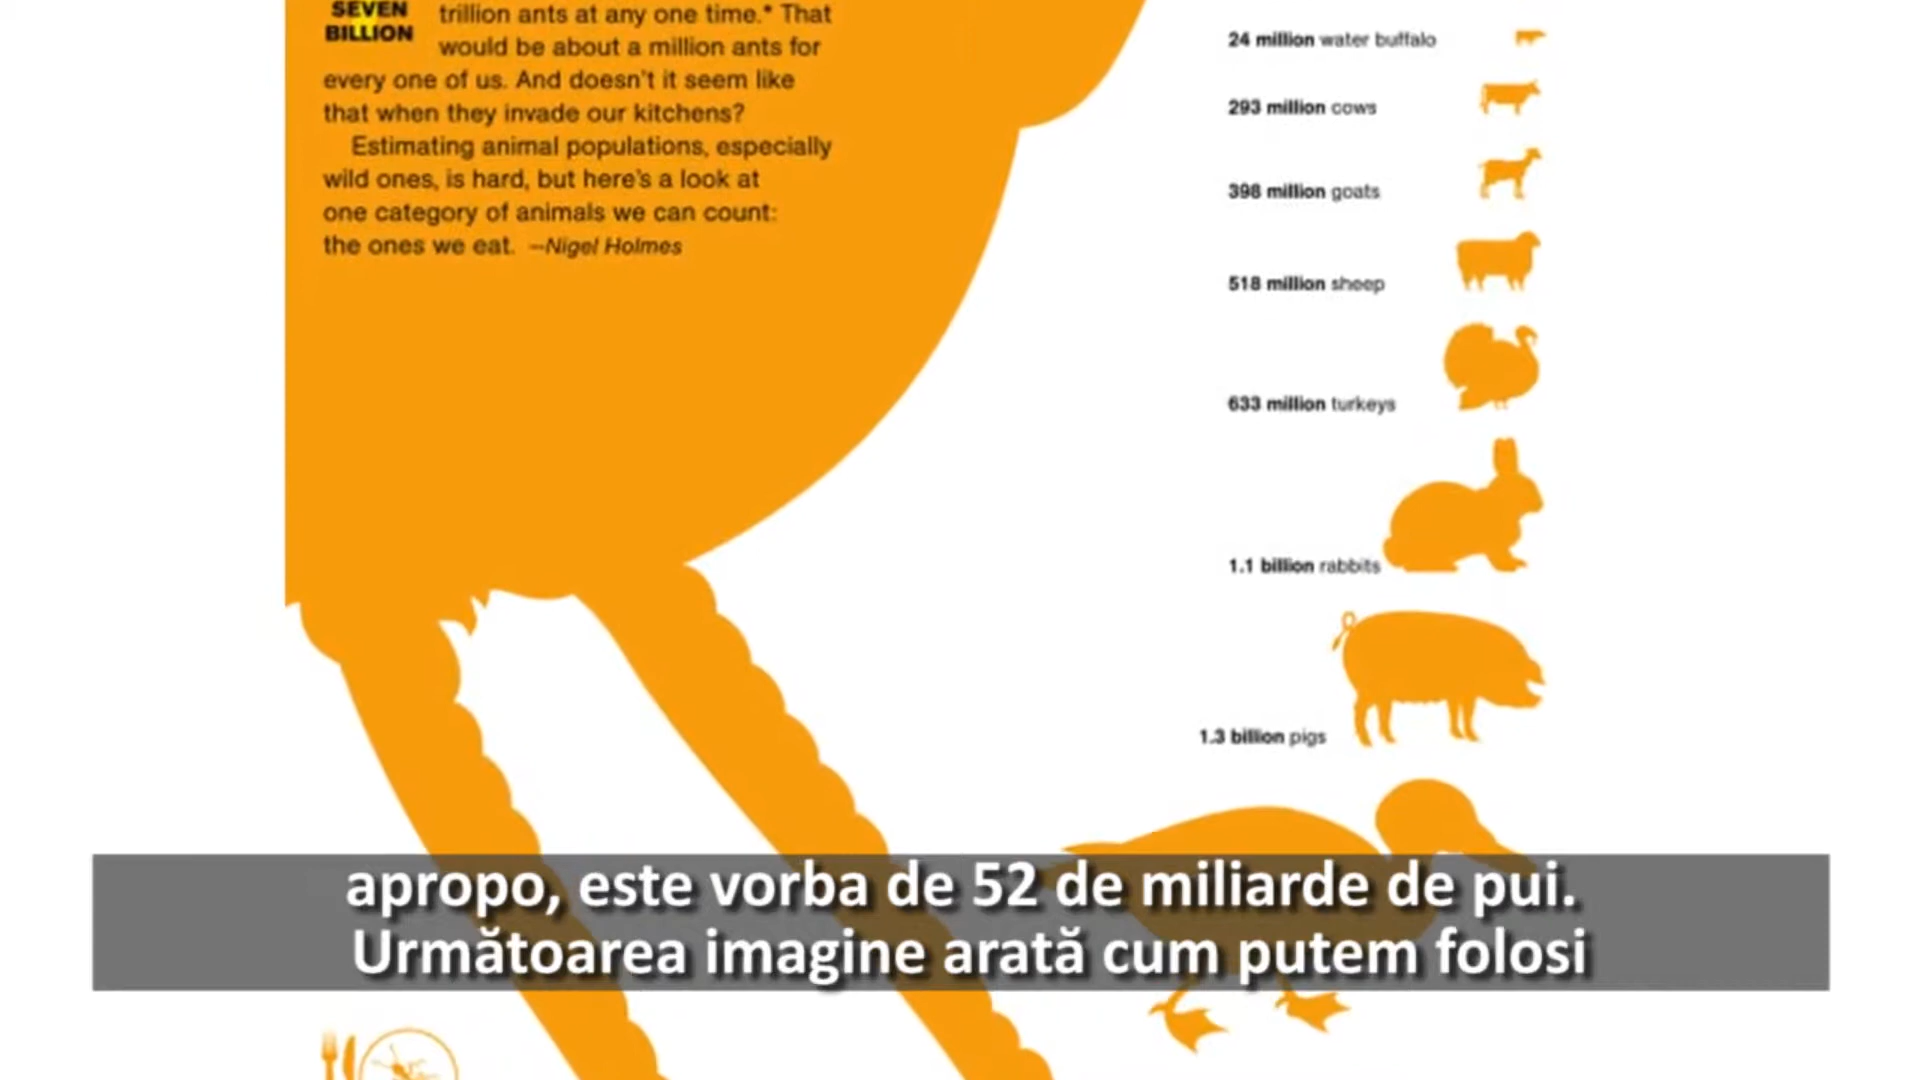 SEVEN
BILLION
trillion ants at any one time.* That
would be about a million ants for
every one of us. And doesn't it seem like
that when they invade our kitchens?
Estimating animal populations, especially
wild ones, is hard, but here's a look at
one category of animals we can count:
the ones we eat. –Nigel Holmes
24 million water buffalo
293 million cows
398 million goats
518 million sheep
633 million turkeys
1.1 billion rabbits
1.3 billion pigs
apropo, este vorba de 52 de miliarde de pui.
Următoarea imagine arată cum putem folosi